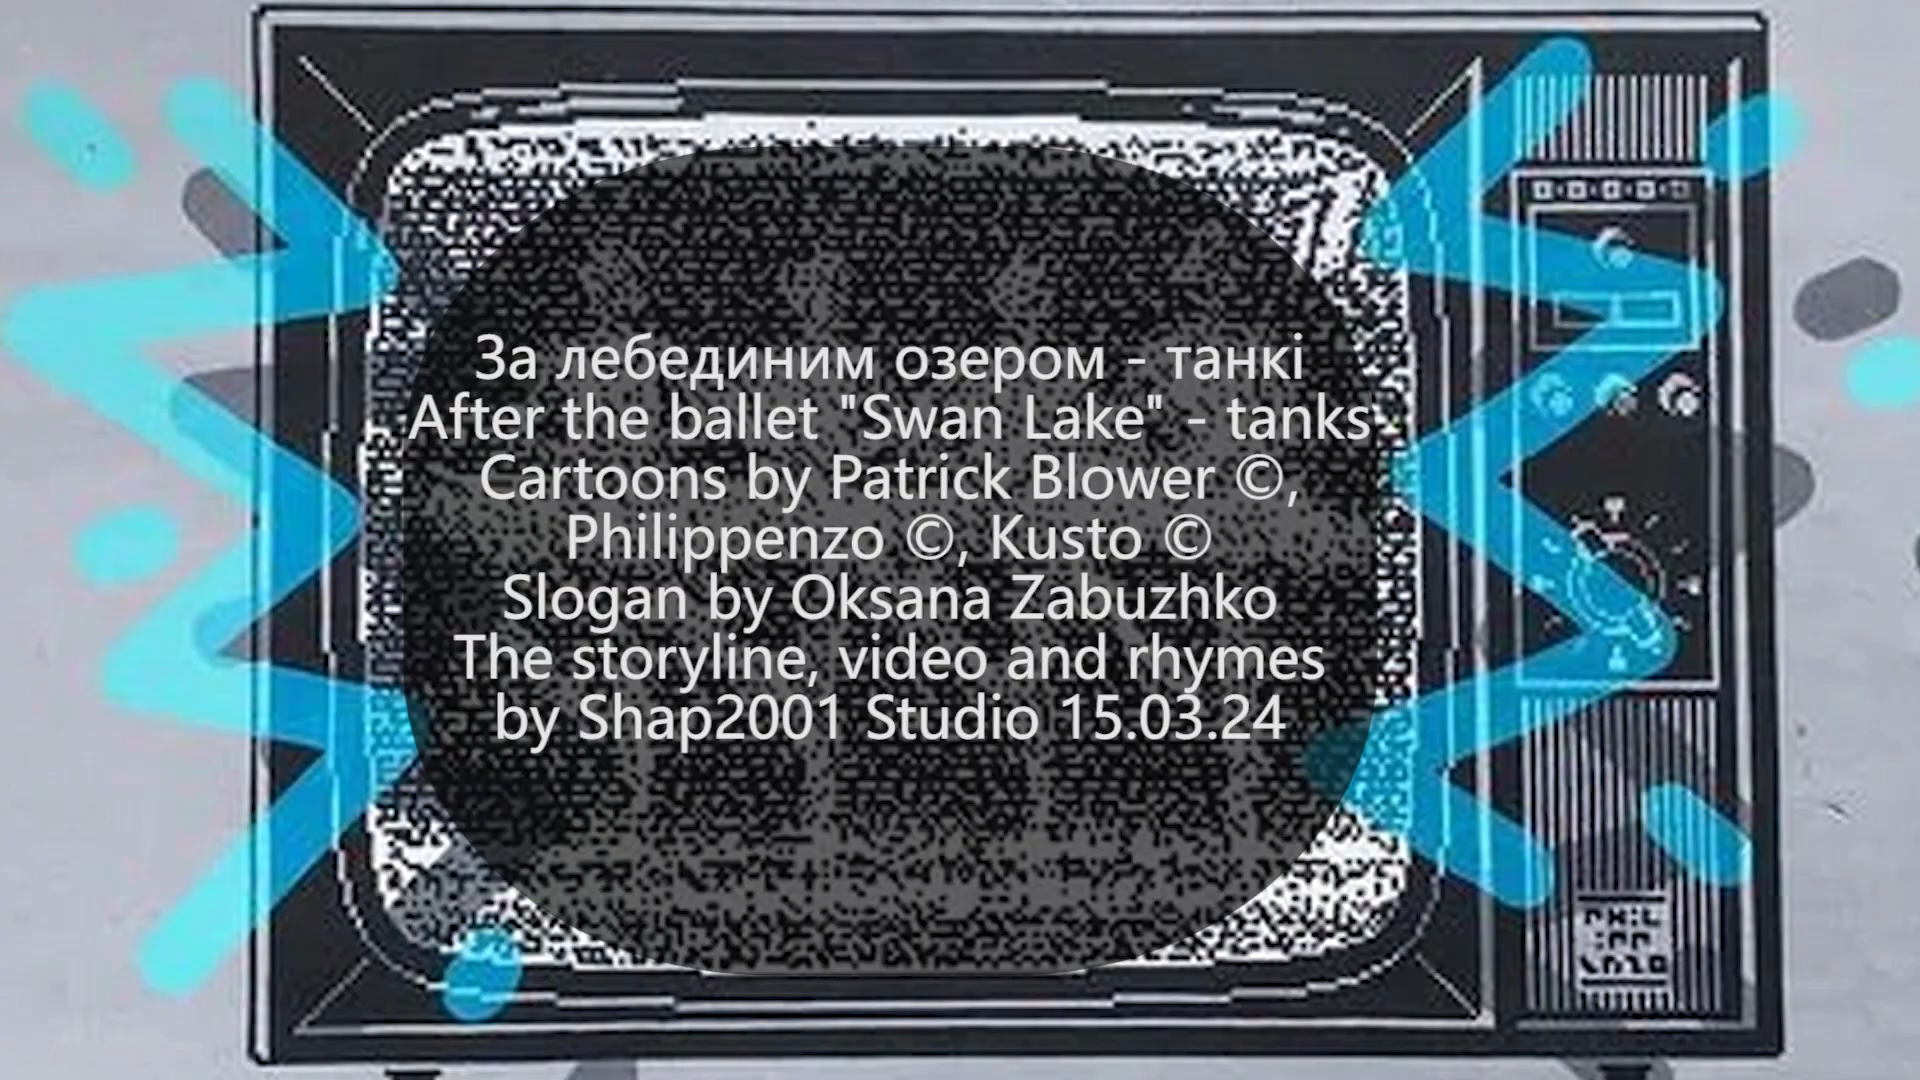 За лебединим озером - танкі
After the ballet "Swan Lake" - tanks
Cartoons by Patrick Blower ©,
Philippenzo ©, Kusto ©
Slogan by Oksana Zabuzhko
The storyline, video and rhymes
by Shap2001 Studio 15.03.24